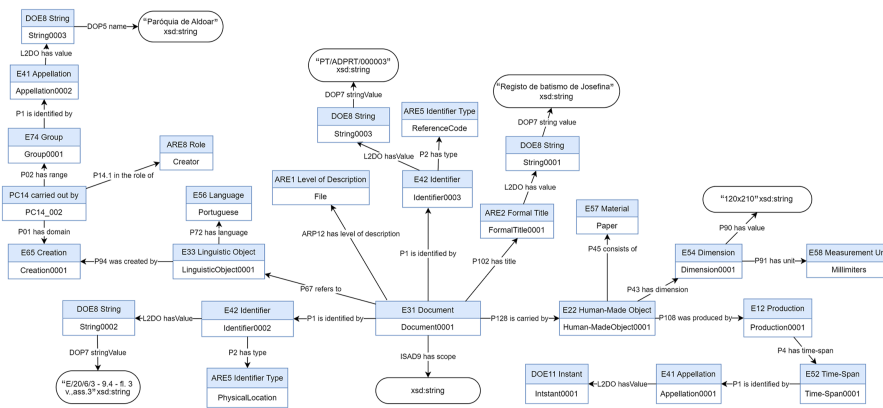 DOE8 String
String0003
DOP5 name
"Paróquia de Aldoar"
xsd:string
L2DO has value
E41 Appellation
Appellation0002
P1 is identified by
E74 Group
Group0001
P02 has range
P14.1 in the role of
ARE8 Role
Creator
PC14 carried out by
PC14_002
P01 has domain
E65 Creation
Creation0001
P94 was created by
E56 Language
Portuguese
P72 has language
E33 Linguistic Object
LinguisticObject0001
P67 refers to
"PT/ADPRT/000003"
xsd:string
DOP7 stringValue
DOE8 String
String0003
L2DO hasValue
ARE5 Identifier Type
ReferenceCode
P2 has type
E42 Identifier
Identifier0003
P1 is identified by
ARE1 Level of Description
File
ARP12 has level of description
"Registo de batismo de Josefina"
xsd:string
DOP7 string value
DOE8 String
String0001
L2DO has value
ARE2 Formal Title
FormalTitle0001
P102 has title
E57 Material
Paper
P45 consists of
"120x210" xsd:string
P90 has value
E54 Dimension
Dimension0001
P91 has unit
E58 Measurement Un
Millimiters
P43 has dimension
DOE8 String
String0002
L2DO hasValue
DOP7 stringValue
"E/20/6/3 - 9.4 - fl. 3
v.,ass.3" xsd:string
E42 Identifier
Identifier0002
P1 is identified by
P2 has type
ARE5 Identifier Type
PhysicalLocation
E31 Document
Document0001
ISAD9 has scope
xsd:string
P128 is carried by
E22 Human-Made Object
Human-MadeObject0001
P108 was produced by
E12 Production
Production0001
P4 has time-span
E52 Time-Span
Time-Span0001
P1 is identified by
E41 Appellation
Appellation0001
L2DO hasValue
DOE11 Instant
Intstant0001